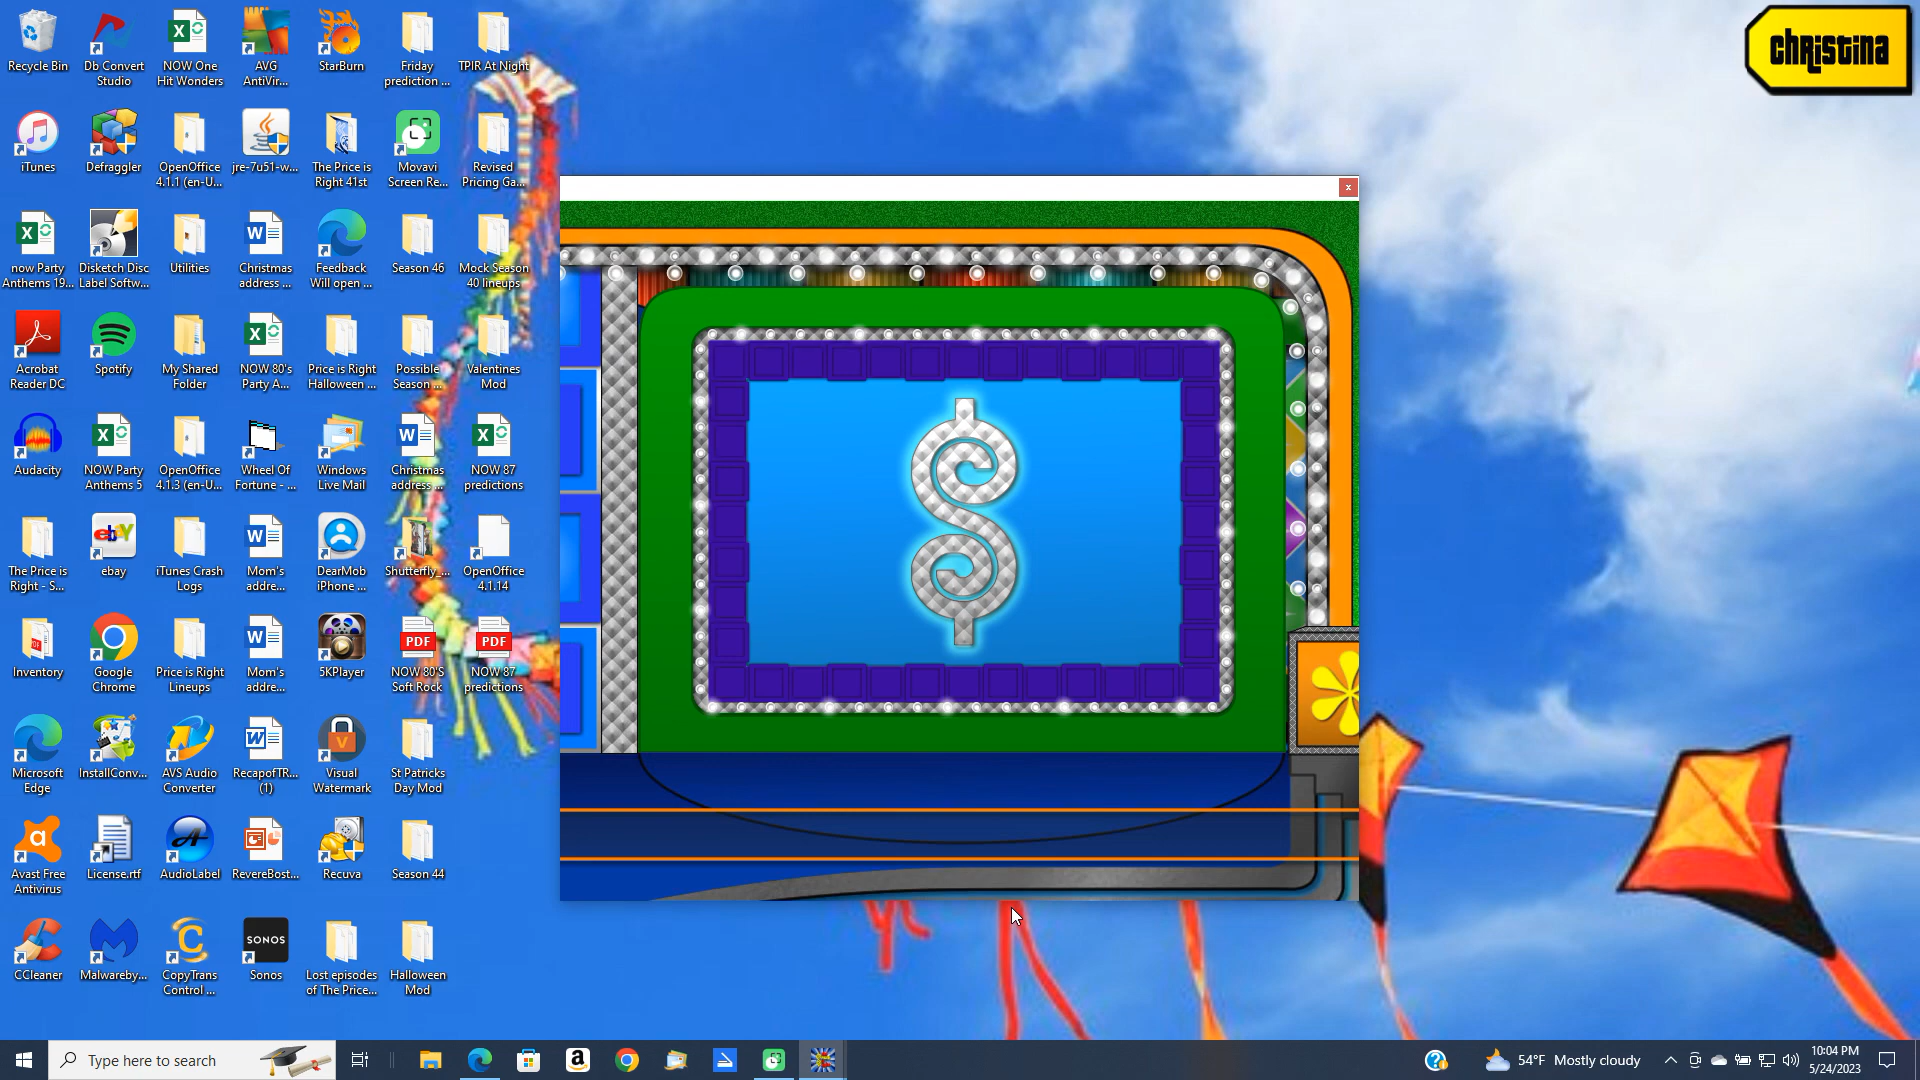 christina
Recycle Bin
Db Convert
Studio
NOW One
Hit Wonders
AVG
AntiVir...
StarBurn
Friday
prediction ...
TPIR At Night
iTunes
Defraggler
OpenOffice
4.1.1 (en-U...
jre-7u51-w...
The Price is
Right 41st
Movavi
Screen Re...
Revised
Pricing Ga...
now Party
Anthems 19...
Disketch Disc
Label Softw...
Utilities
Christmas
address ...
Feedback
Will open ...
Season 46
Mock Season
40 lineups
Acrobat
Reader DC
Spotify
My Shared
Folder
NOW 80's
Party A...
Price is Right
Halloween ...
Possible
Season ...
Valentines
Mod
Audacity
NOW Party
Anthems 5
OpenOffice
4.1.3 (en-U...
Wheel Of
Fortune - ...
Windows
Live Mail
Christmas
address ...
NOW 87
predictions
The Price is
Right - S...
ebay
iTunes Crash
Logs
Mom's
addre...
DearMob
iPhone ...
Shutterfly_...
OpenOffice
4.1.14
Inventory
Google
Chrome
Price is Right
Lineups
Mom's
addre...
5KPlayer
PDF
NOW 80'S
Soft Rock
PDF
NOW 87
predictions
Microsoft
Edge
InstallConv...
AVS Audio
Converter
RecapofTR...
(1)
Visual
Watermark
St Patricks
Day Mod
Avast Free
Antivirus
License.rtf
AudioLabel
RevereBost...
Recuva
Season 44
CCleaner
Malwareby...
CopyTrans
Control ...
SONOS
Sonos
Lost episodes
of The Price...
Halloween
Mod
Type here to search
54°F Mostly cloudy
10:04 PM
5/24/2023